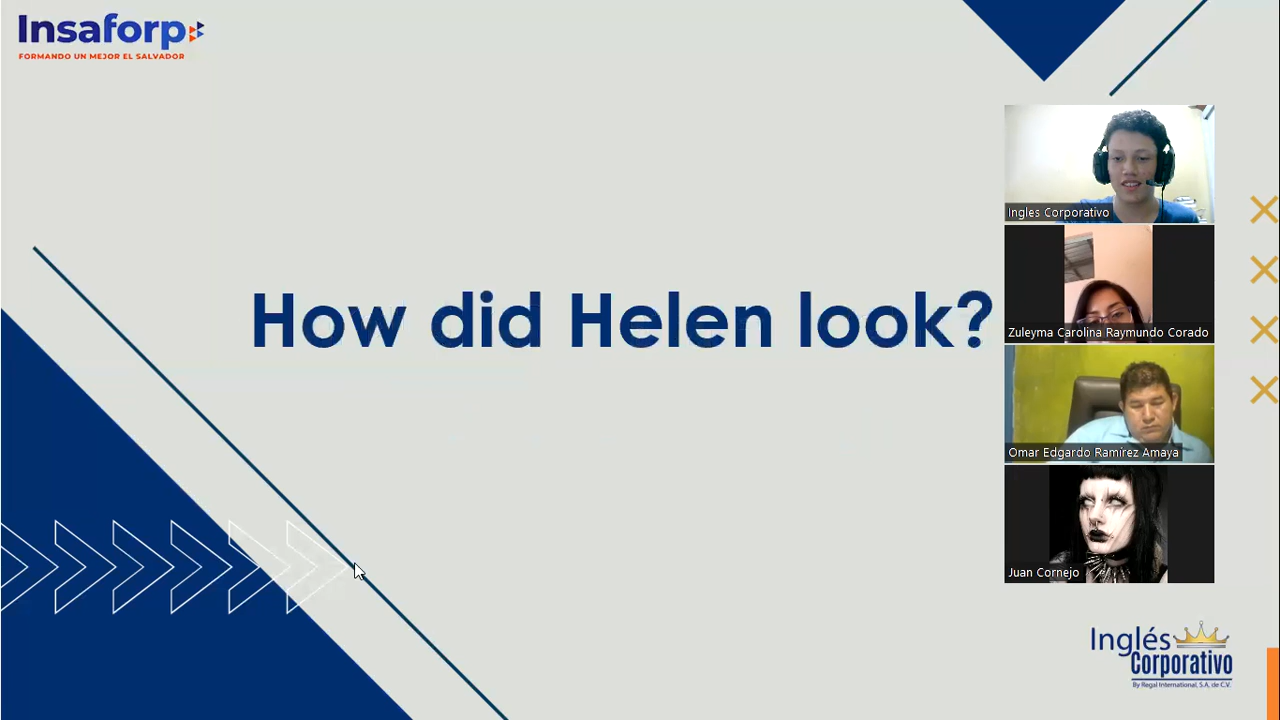 Insaforp
FORMANDO UN MEJOR EL SALVADOR
Ingles Corporativo
Zuleyma Carolina Raymundo Corado
How did Helen look?
Omar Edgardo Ramírez Amaya
Juan Cornejo
Inglés
Corporativo
By Regal International, S.A. de C.V.